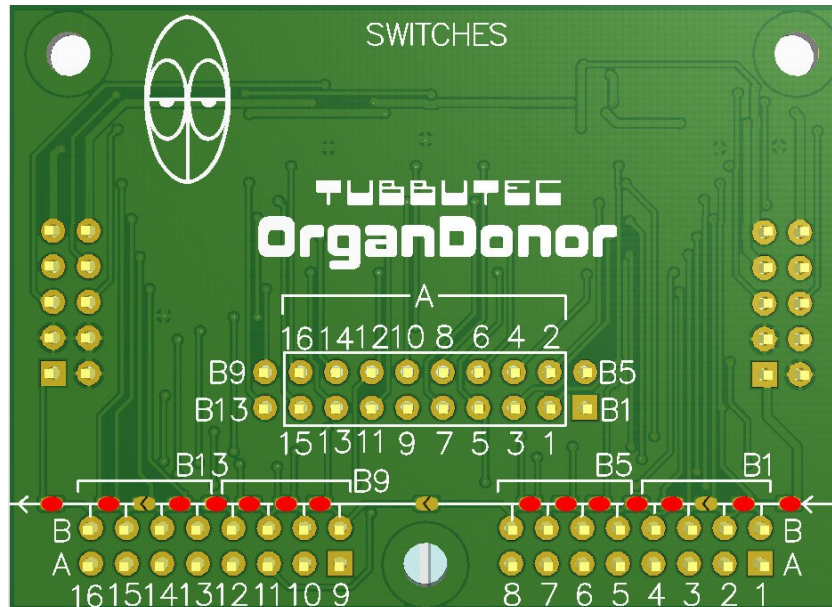 SWITCHES
TUBBUTEC
OrganDonor
A
16 14 12 10 8 6 4 2
B9 B5
B13 B1
15 13 11 9 7 5 3 1
B13 B9 B5 B1
B B
A A
16 15 14 13 12 11 10 9 8 7 6 5 4 3 2 1